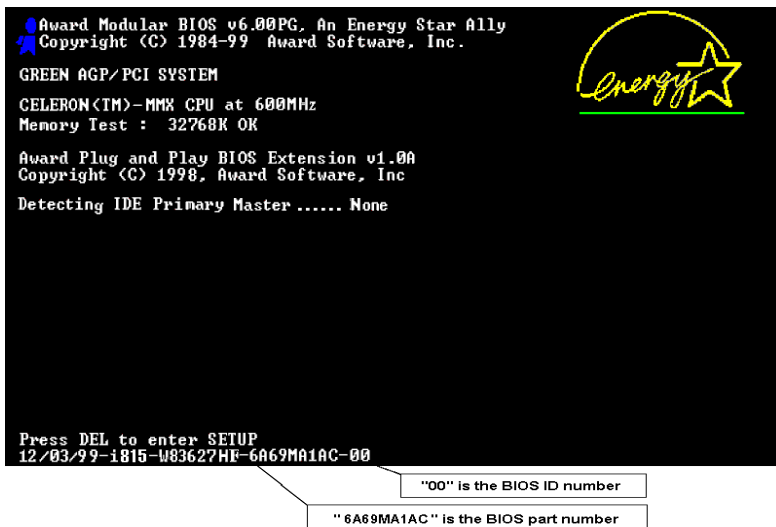 Award Modular BIOS v6.00PG, An Energy Star Ally
Copyright (C) 1984-99 Award Software, Inc.
energy
GREEN AGP/PCI SYSTEM
CELERON(TM)-MMX CPU at 600MHz
Memory Test : 32768K OK
Award Plug and Play BIOS Extension v1.0A
Copyright (C) 1998, Award Software, Inc
Detecting IDE Primary Master ...... None
Press DEL to enter SETUP
12/03/99-i815-W83627HF-6A69MA1AC-00
"00" is the BIOS ID number
"6A69MA1AC" is the BIOS part number